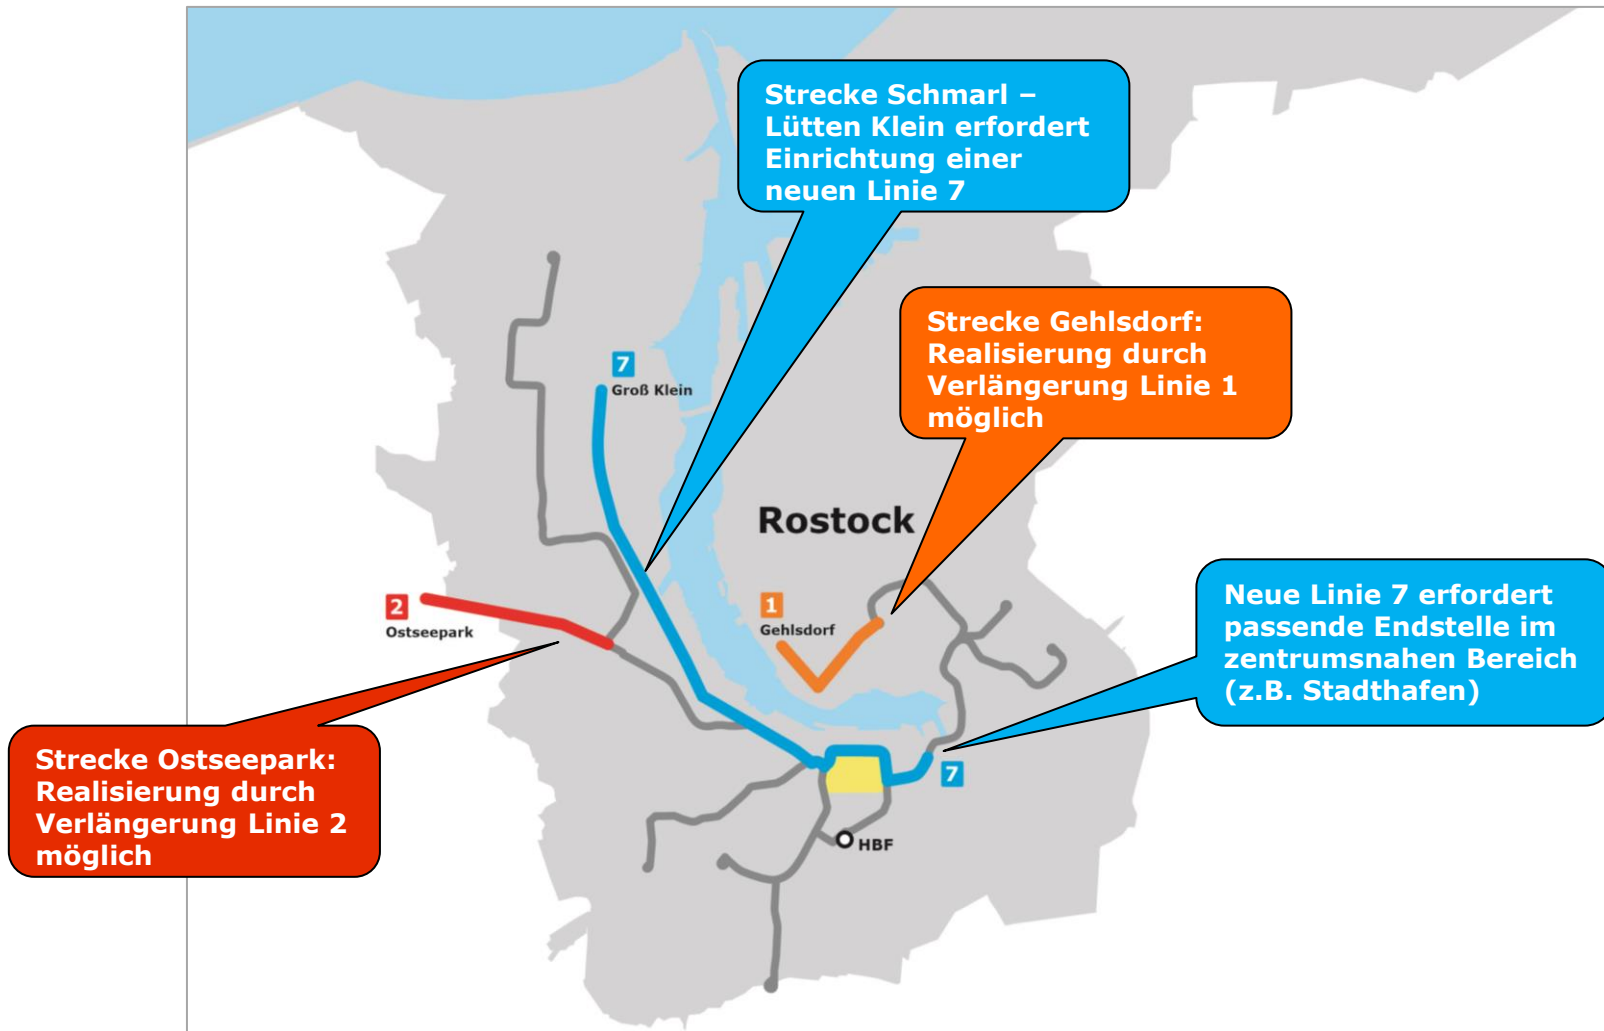 Strecke Schmarl –
Lütten Klein erfordert
Einrichtung einer
neuen Linie 7
Strecke Gehlsdorf:
Realisierung durch
Verlängerung Linie 1
möglich
7
Groß Klein
Rostock
2
Ostseepark
1
Gehlsdorf
Neue Linie 7 erfordert
passende Endstelle im
zentrumsnahen Bereich
(z.B. Stadthafen)
Strecke Ostseepark:
Realisierung durch
Verlängerung Linie 2
möglich
7
HBF